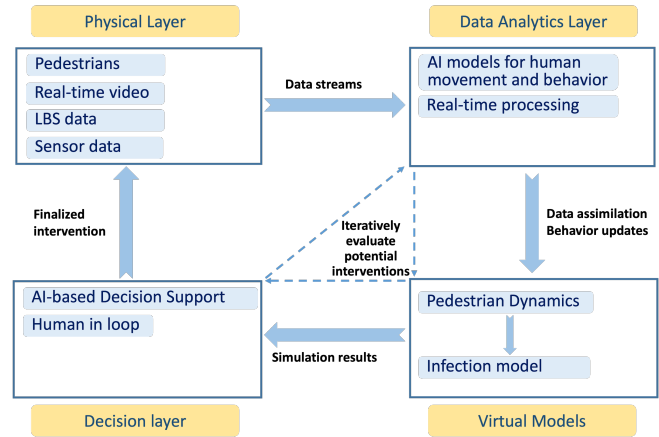 Physical Layer
Data Analytics Layer
Pedestrians
Real-time video
LBS data
Sensor data
Data streams
AI models for human
movement and behavior
Real-time processing
Finalized
intervention
Iteratively
evaluate
potential
interventions
Data assimilation
Behavior updates
AI-based Decision Support
Human in loop
Simulation results
Pedestrian Dynamics
Infection model
Decision layer
Virtual Models